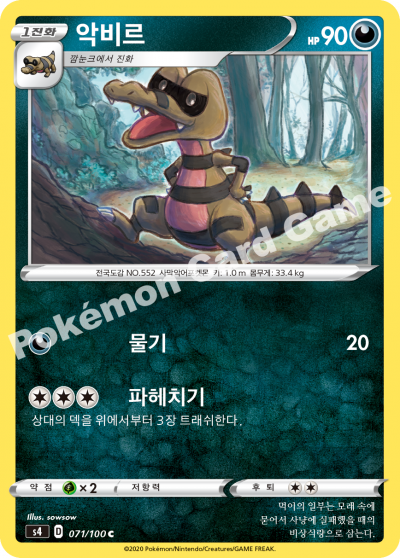 1진화 악비르 HP 90
깜눈크에서 진화
전국도감 NO.552 사막악어포켓몬 키: 1.0 m 몸무게: 33.4 kg
Pokémon Card Game
물기 20
파헤치기
상대의 덱을 위에서부터 3장 트래쉬한다.
약점 ×2 저항력 후퇴
Illus. sowsow
먹이의 일부는 모래 속에
묻어서 사냥에 실패했을 때의
비상식량으로 삼는다.
s4 D 071/100 C
©2020 Pokémon/Nintendo/Creatures/GAME FREAK.